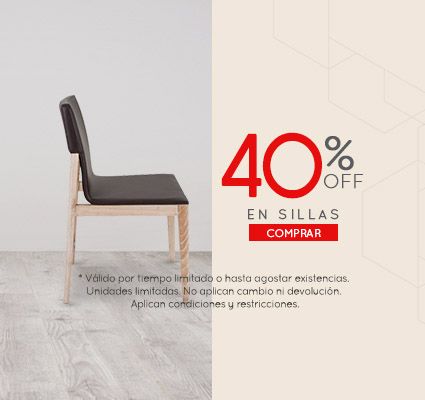 40% OFF
EN SILLAS
COMPRAR
* Válido por tiempo limitado o hasta agostar existencias.
Unidades limitadas. No aplican cambio ni devolución.
Aplican condiciones y restricciones.